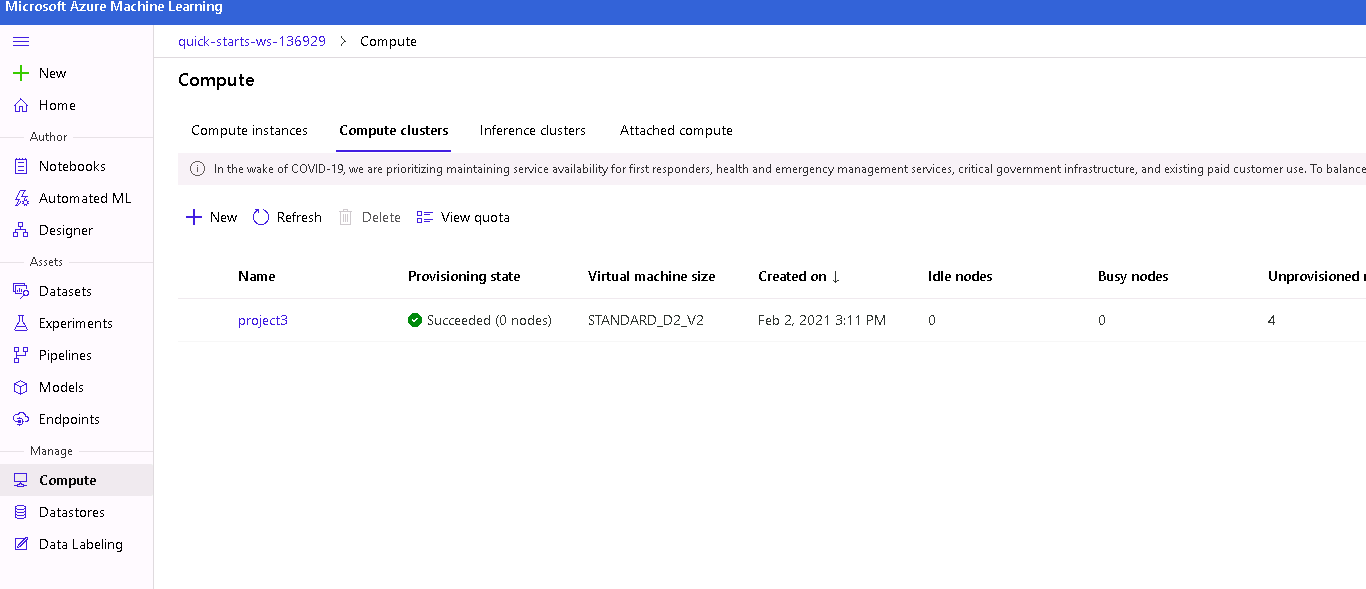 Microsoft Azure Machine Learning
New
Home
Author
Notebooks
Automated ML
Designer
Assets
Datasets
Experiments
Pipelines
Models
Endpoints
Manage
Compute
Datastores
Data Labeling
quick-starts-ws-136929 > Compute
Compute
Compute instances Compute clusters Inference clusters Attached compute
In the wake of COVID-19, we are prioritizing maintaining service availability for first responders, health and emergency management services, critical government infrastructure, and existing paid customer use. To balance
New Refresh Delete View quota
Name Provisioning state Virtual machine size Created on ↓ Idle nodes Busy nodes Unprovisioned
project3 Succeeded (0 nodes) STANDARD_D2_V2 Feb 2, 2021 3:11 PM 0 0 4